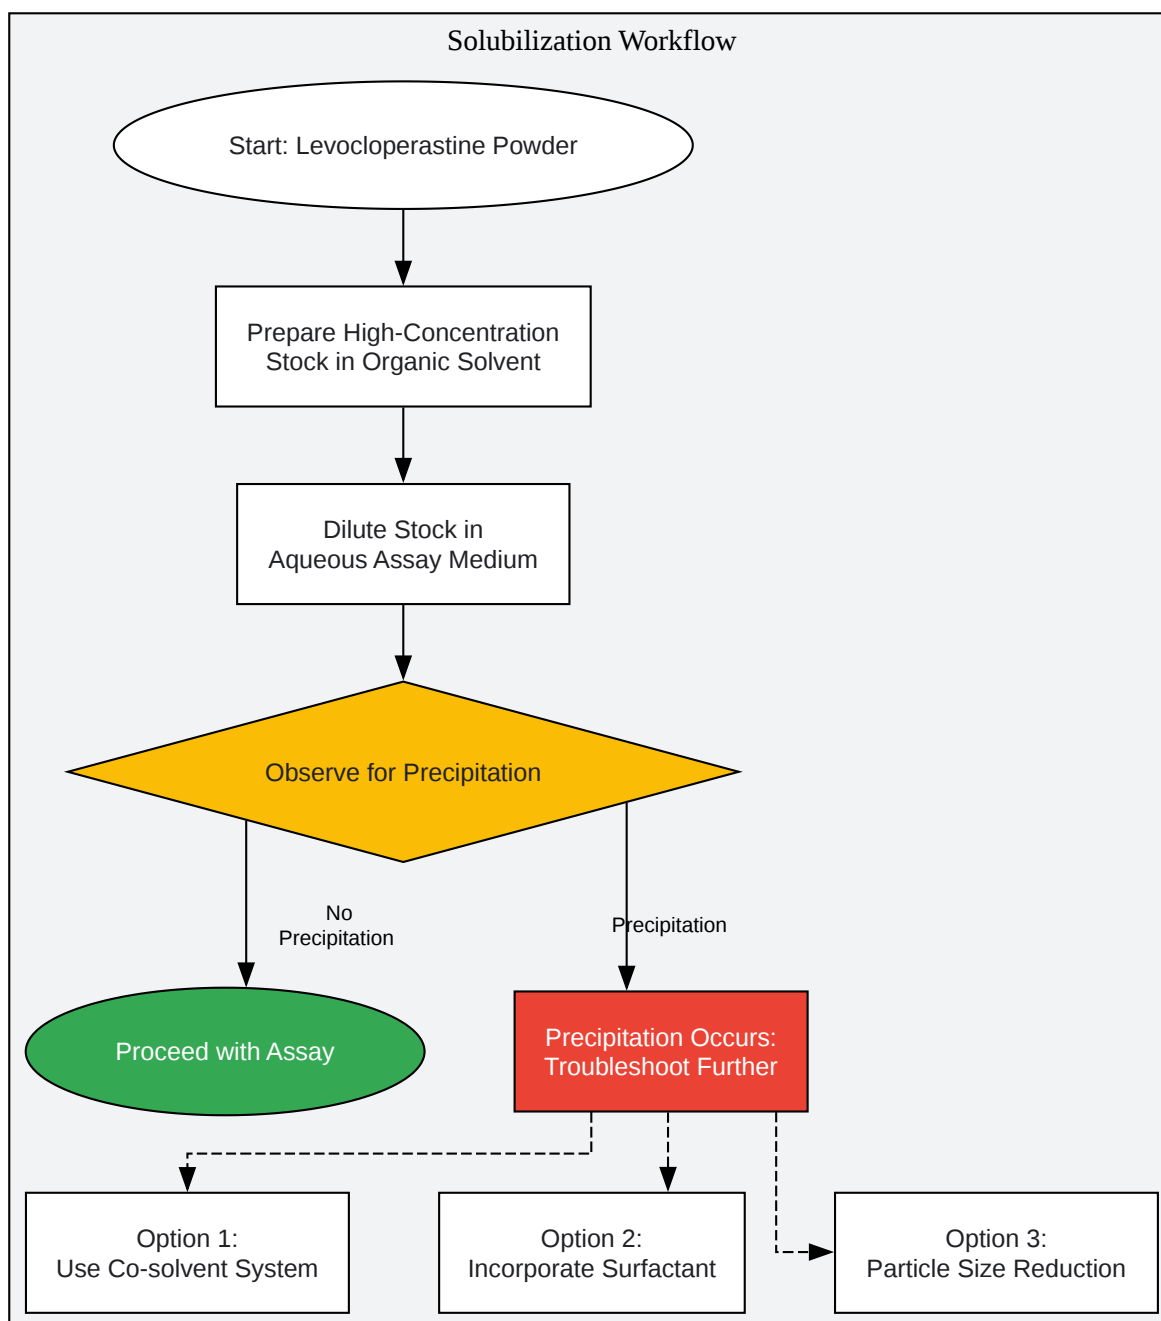 Solubilization Workflow
Start: Levocloperastine Powder
Prepare High-Concentration
Stock in Organic Solvent
Dilute Stock in
Aqueous Assay Medium
Observe for Precipitation
No
Precipitation
Precipitation
Proceed with Assay
Precipitation Occurs:
Troubleshoot Further
Option 1:
Use Co-solvent System
Option 2:
Incorporate Surfactant
Option 3:
Particle Size Reduction